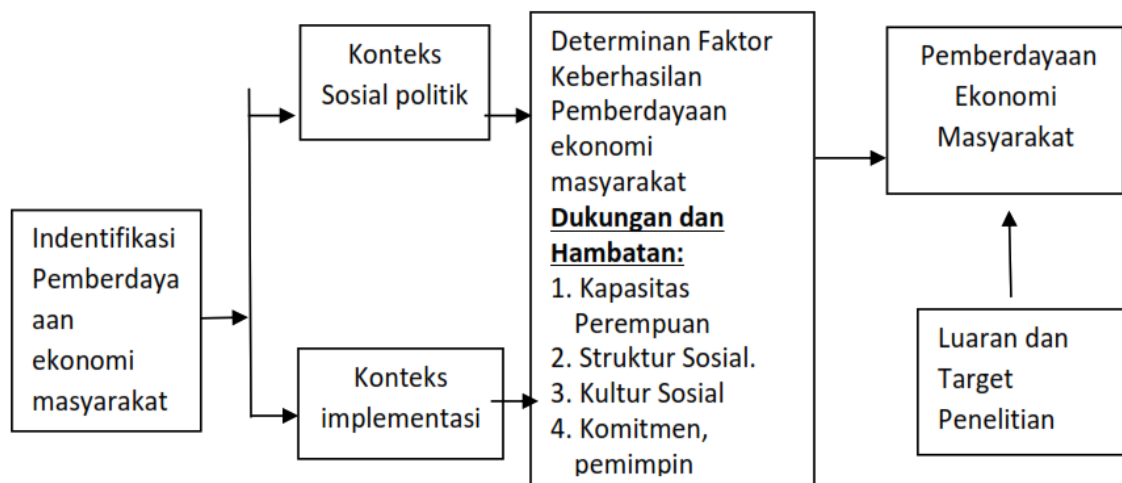 Indentifikasi
Pemberdaya
aan
ekonomi
masyarakat
Konteks
Sosial politik
Konteks
implementasi
Determinan Faktor
Keberhasilan
Pemberdayaan
ekonomi
masyarakat
Dukungan dan
Hambatan:
1. Kapasitas
Perempuan
2. Struktur Sosial.
3. Kultur Sosial
4. Komitmen,
pemimpin
Pemberdayaan
Ekonomi
Masyarakat
Luaran dan
Target
Penelitian